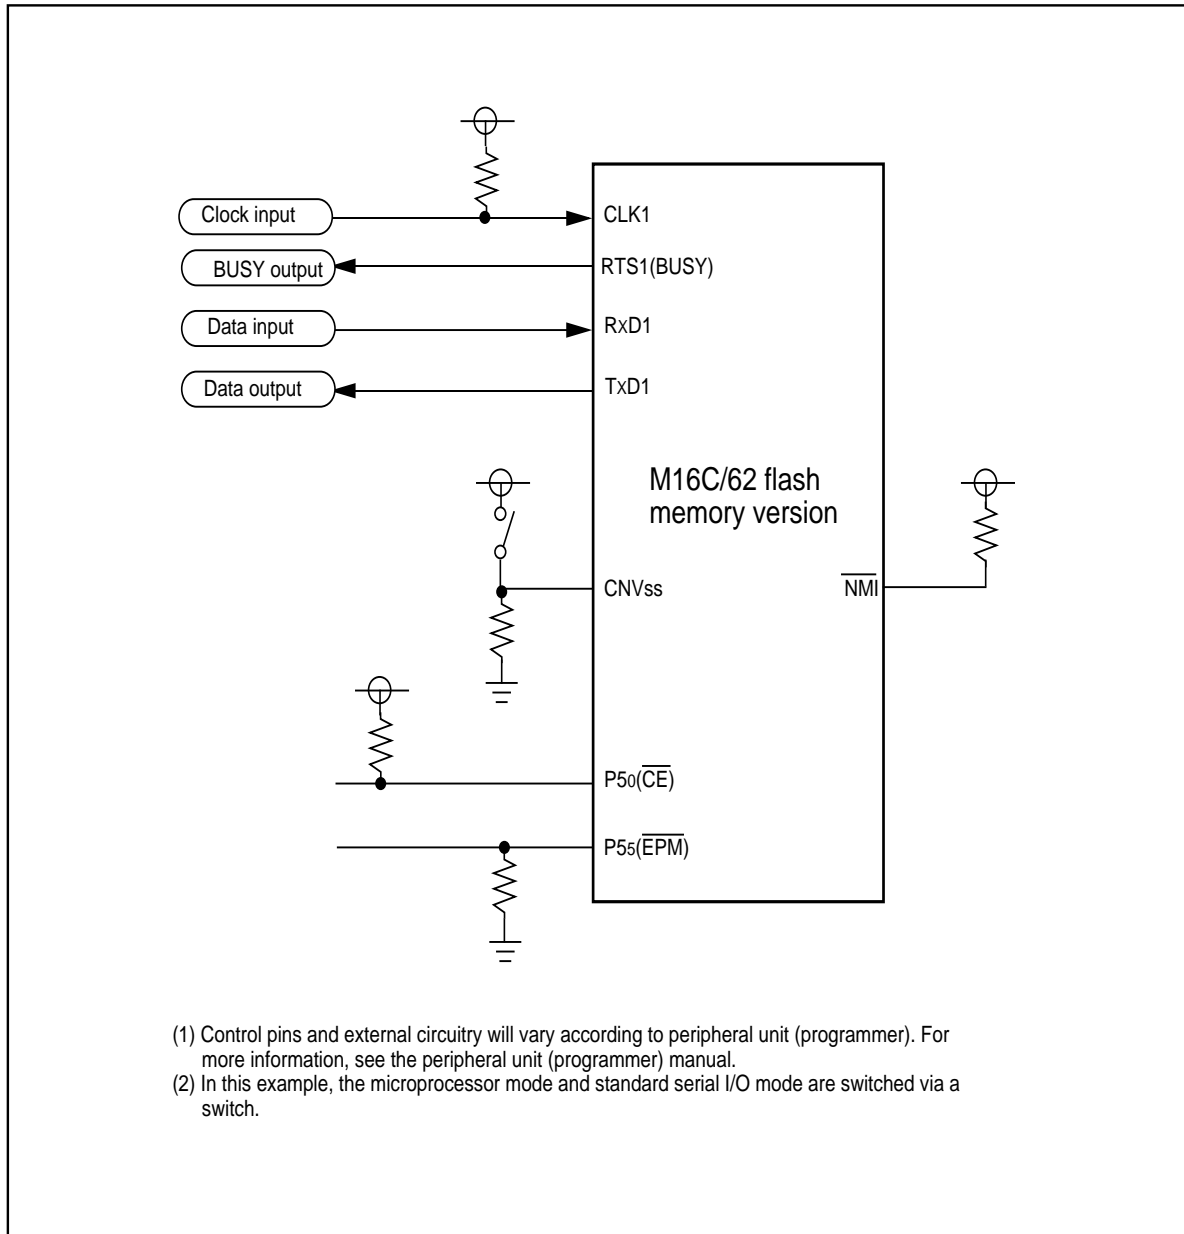 Clock input
CLK1
BUSY output
RTS1(BUSY)
Data input
RxD1
Data output
TxD1
M16C/62 flash
memory version
CNVss
NMI
P50(CE)
P55(EPM)
(1) Control pins and external circuitry will vary according to peripheral unit (programmer). For
more information, see the peripheral unit (programmer) manual.
(2) In this example, the microprocessor mode and standard serial I/O mode are switched via a
switch.